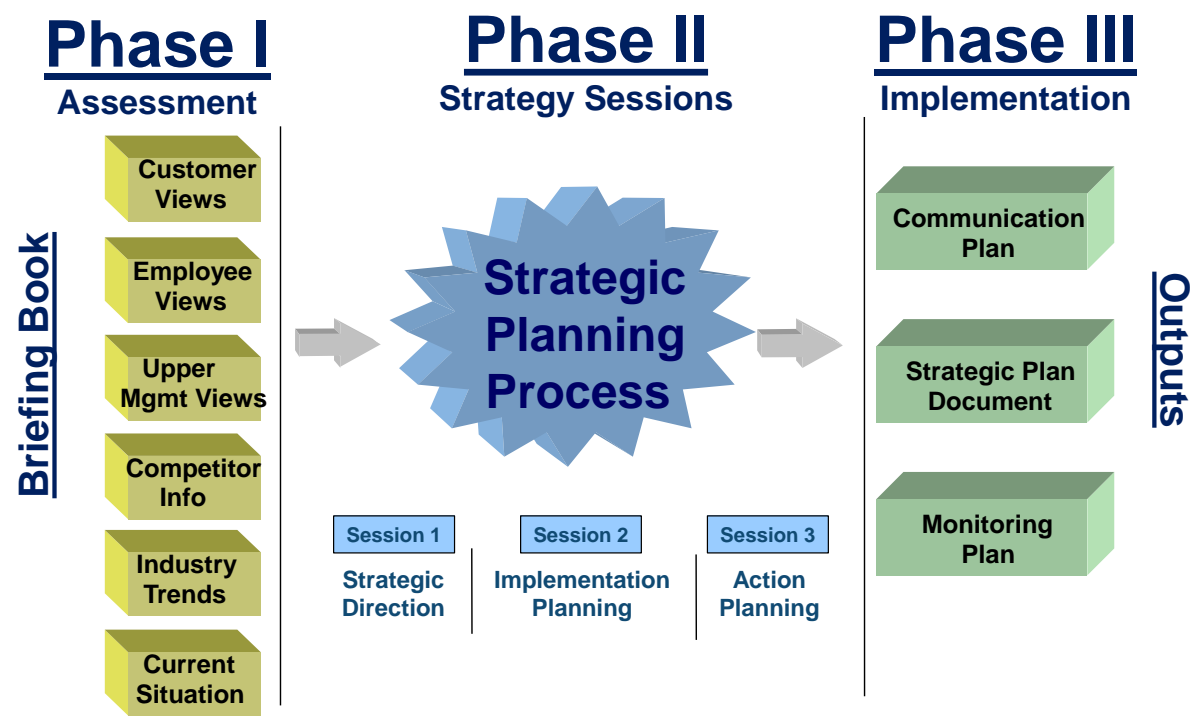 Phase I
Assessment
Briefing Book
Customer
Views
Employee
Views
Upper
Mgmt Views
Competitor
Info
Industry
Trends
Current
Situation
Phase II
Strategy Sessions
Strategic
Planning
Process
Session 1
Strategic
Direction
Session 2
Implementation
Planning
Session 3
Action
Planning
Phase III
Implementation
Communication
Plan
Strategic Plan
Document
Monitoring
Plan
Outputs